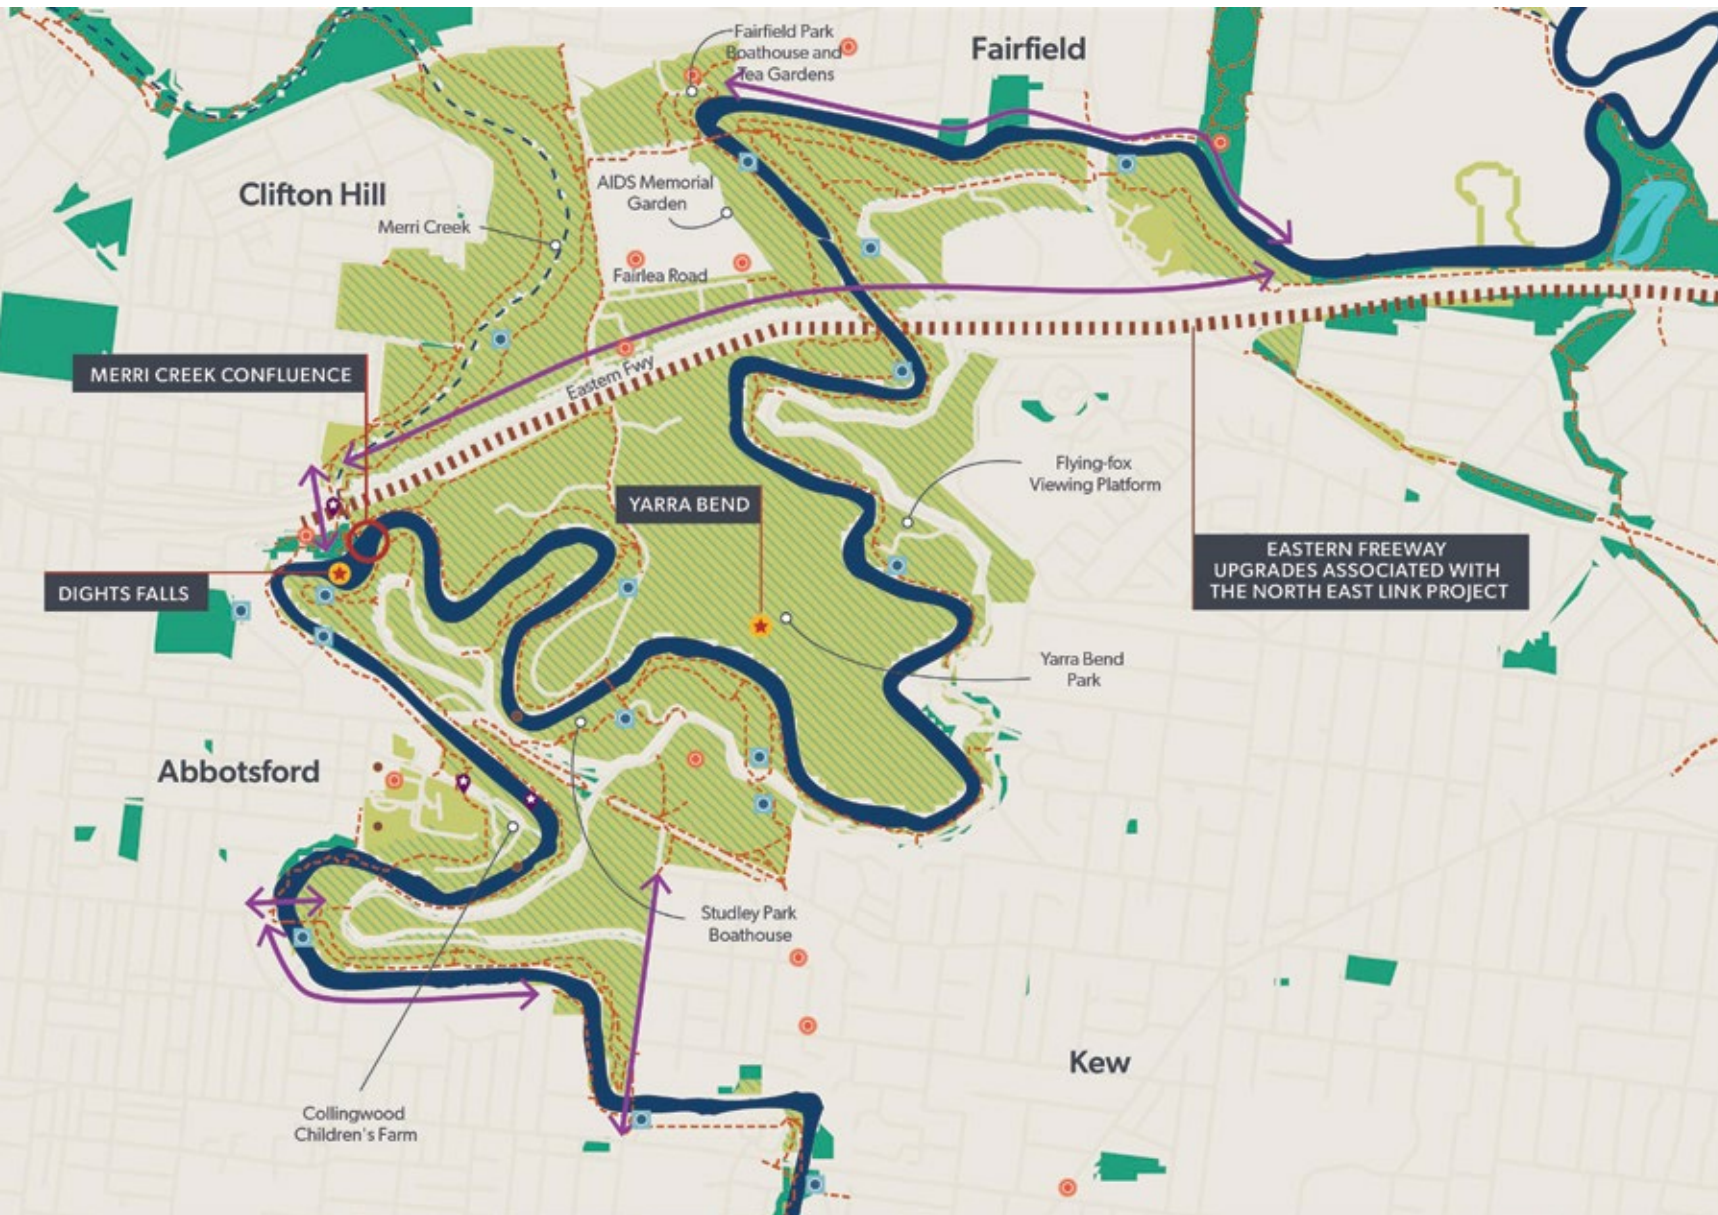 Fairfield Park
Boathouse and
Tea Gardens
Fairfield
Clifton Hill
AIDS Memorial
Garden
Merri Creek
Fairlea Road
MERRI CREEK CONFLUENCE
Eastern Fwy
Flying-fox
Viewing Platform
YARRA BEND
EASTERN FREEWAY
UPGRADES ASSOCIATED WITH
THE NORTH EAST LINK PROJECT
DIGHTS FALLS
Yarra Bend
Park
Abbotsford
Studley Park
Boathouse
Kew
Collingwood
Children's Farm